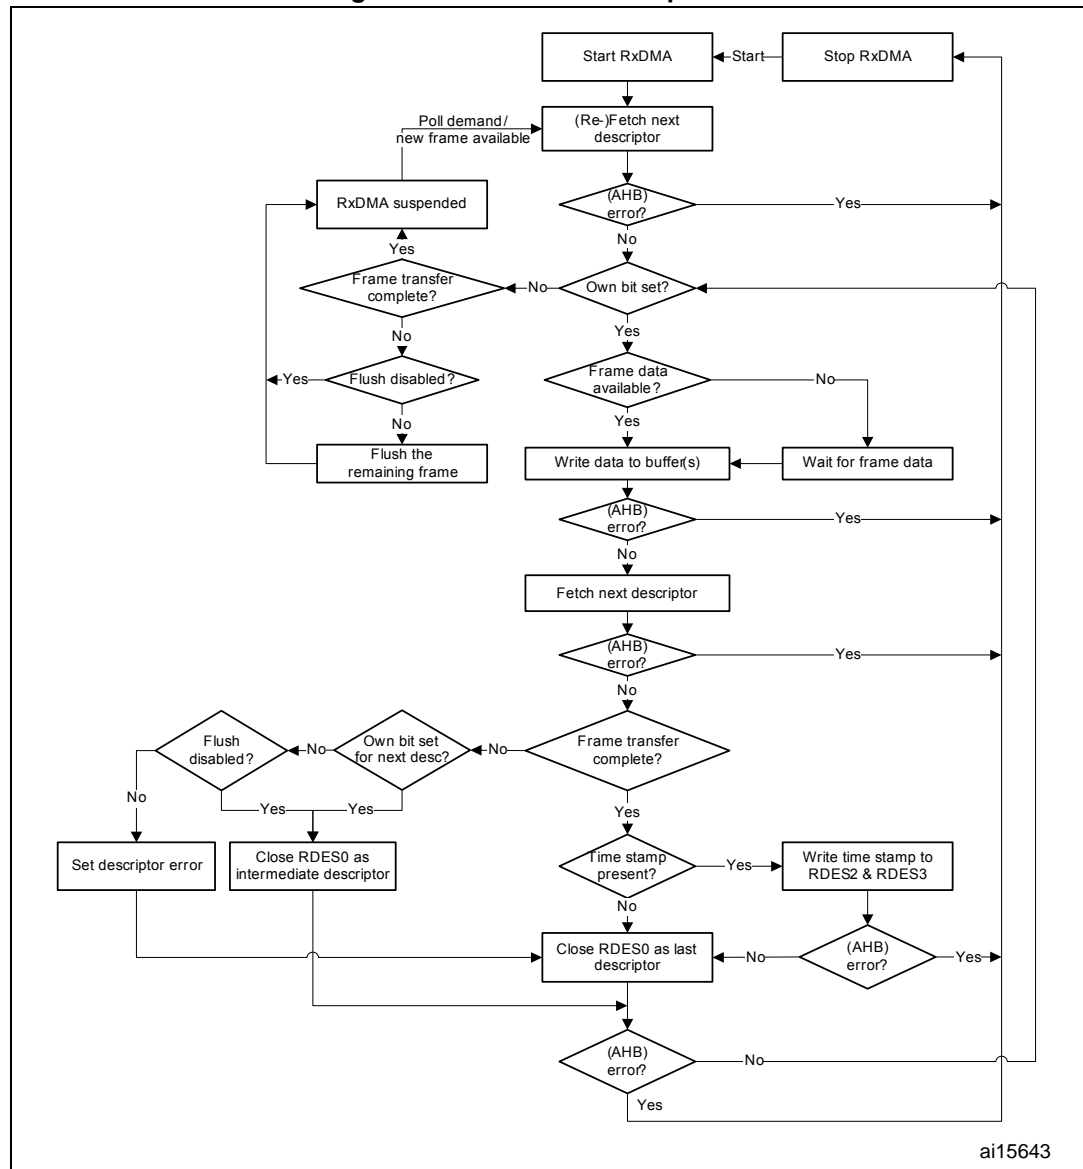 Start RxDMA
Start
Stop RxDMA
Poll demand/
new frame available
(Re-)Fetch next
descriptor
RxDMA suspended
(AHB)
error?
Yes
Yes
No
Frame transfer
complete?
No
Own bit set?
No
Yes
Yes
Flush disabled?
Frame data
available?
No
No
Yes
Flush the
remaining frame
Write data to buffer(s)
Wait for frame data
(AHB)
error?
Yes
No
Fetch next descriptor
(AHB)
error?
Yes
No
Flush
disabled?
No
Own bit set
for next desc?
No
Frame transfer
complete?
No
Yes
Yes
Yes
Set descriptor error
Close RDES0 as
intermediate descriptor
Time stamp
present?
Yes
Write time stamp to
RDES2 & RDES3
No
Close RDES0 as last
descriptor
No
(AHB)
error?
Yes
(AHB)
error?
No
Yes
ai15643